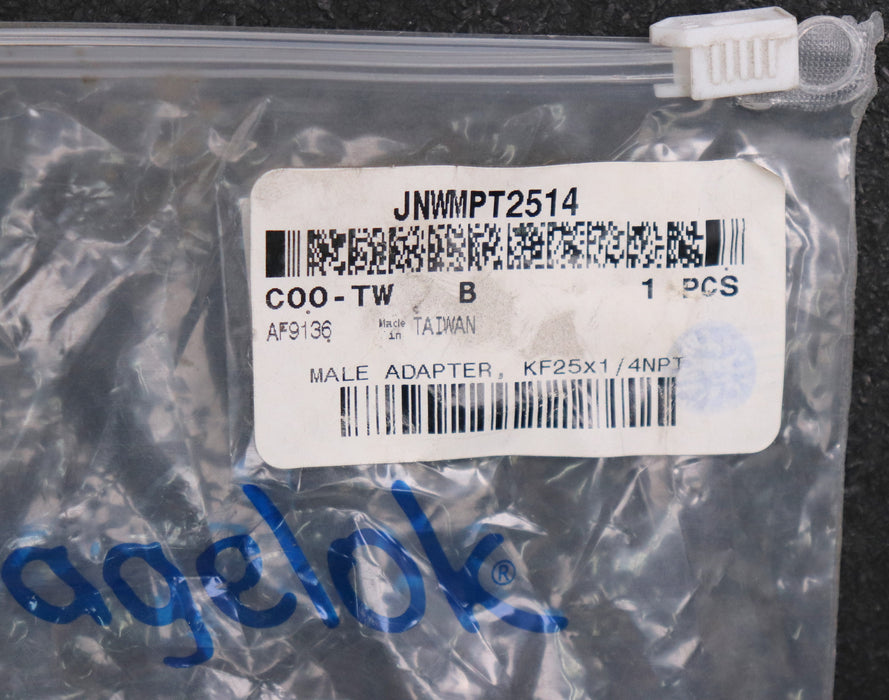 JNWMPT2514
COO-TW B 1 PCS
AF9136 Made in TAIWAN
MALE ADAPTER, KF25x1/4NPT
agelok®